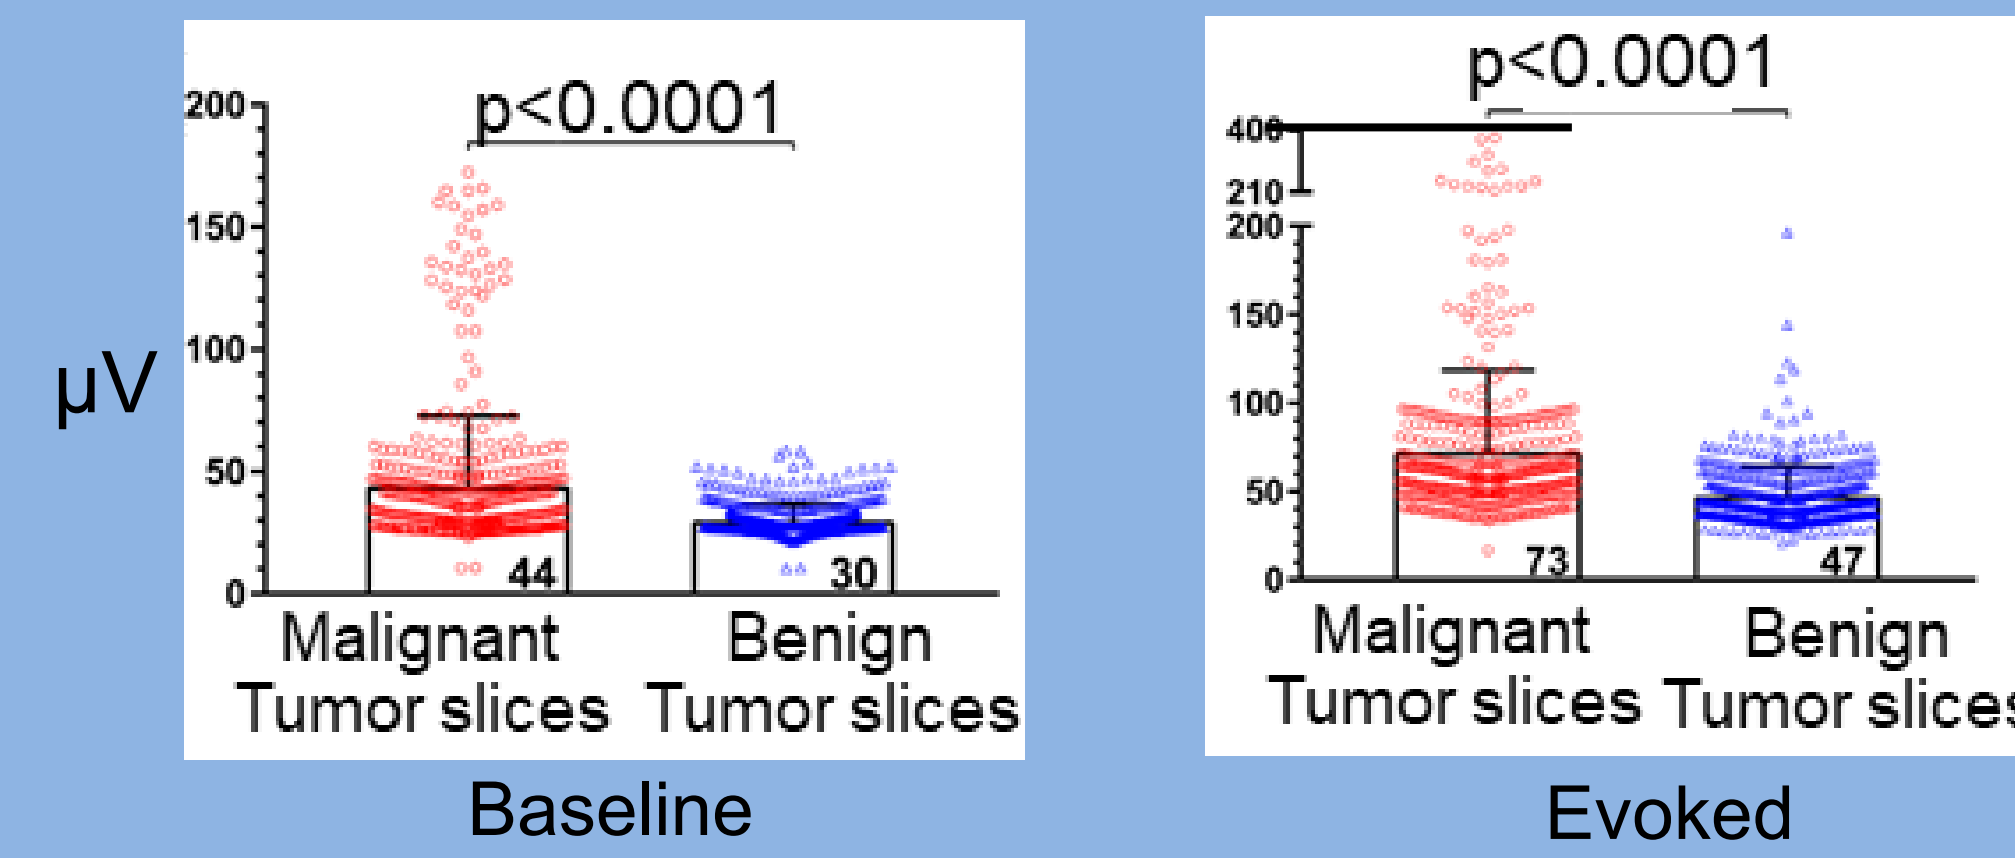 p<0.0001
200
150
100
50
0
44
30
Malignant
Tumor slices
Benign
Tumor slices
Baseline
µV
p<0.0001
400
210
200
150
100
50
0
73
47
Malignant
Tumor slices
Benign
Tumor slices
Evoked